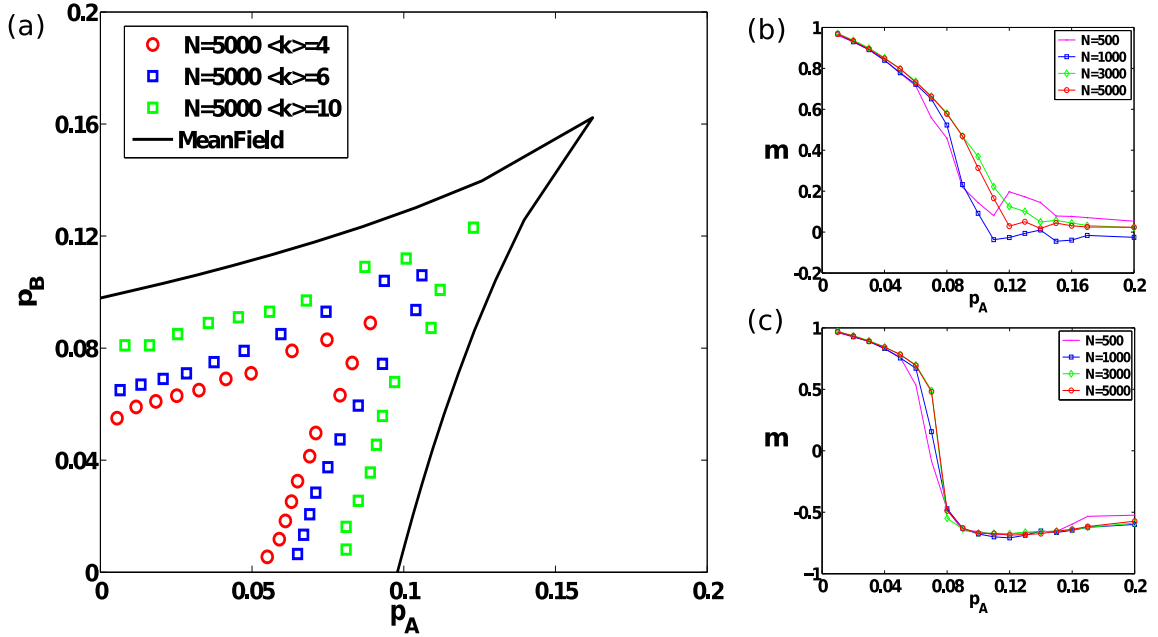 (a)
0.2
0.16
0.12
0.08
0.04
0
p_B
N=5000 <k>=4
N=5000 <k>=6
N=5000 <k>=10
MeanField
0 0.05 0.1 0.15 0.2
p_A
(b)
1
0.8
0.6
0.4
0.2
0
-0.2
m
N=500
N=1000
N=3000
N=5000
0 0.04 0.08 0.12 0.16 0.2
p_A
(c)
1
0.5
0
-0.5
-1
m
N=500
N=1000
N=3000
N=5000
0 0.04 0.08 0.12 0.16 0.2
p_A